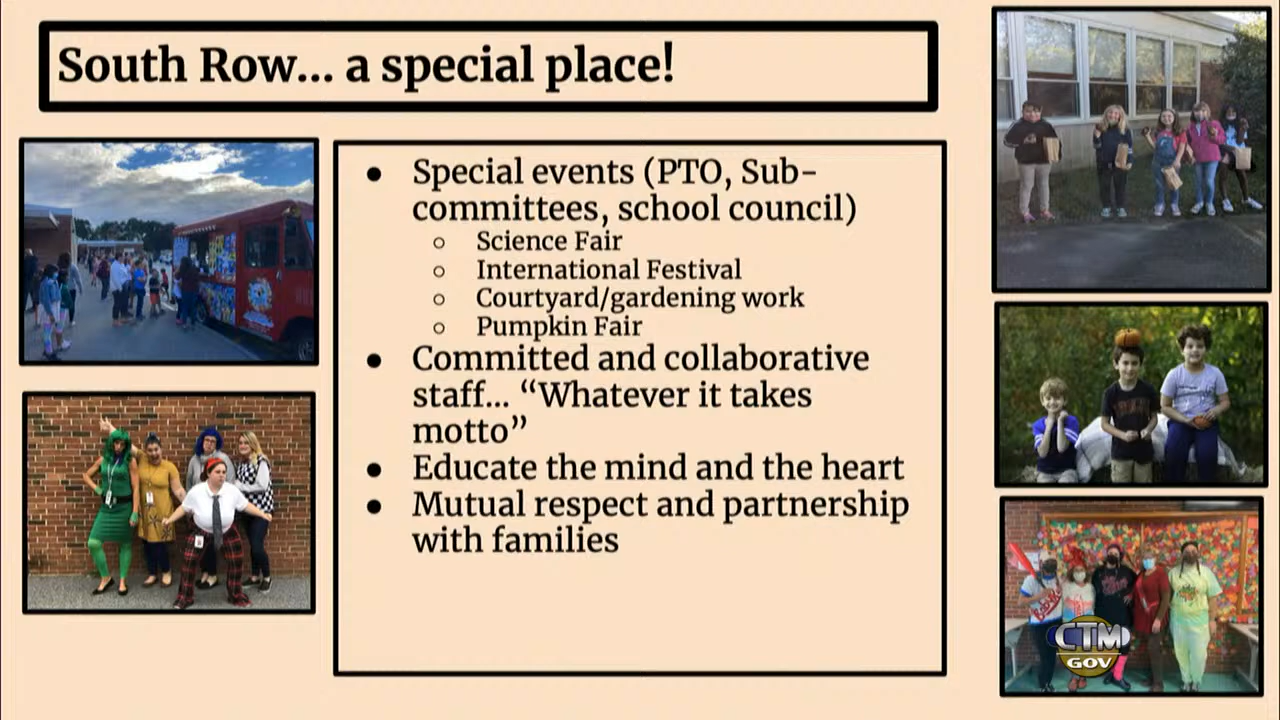 South Row... a special place!
● Special events (PTO, Sub-
committees, school council)
○ Science Fair
○ International Festival
○ Courtyard/gardening work
○ Pumpkin Fair
● Committed and collaborative
staff... “Whatever it takes
motto”
● Educate the mind and the heart
● Mutual respect and partnership
with families
CTM
GOV